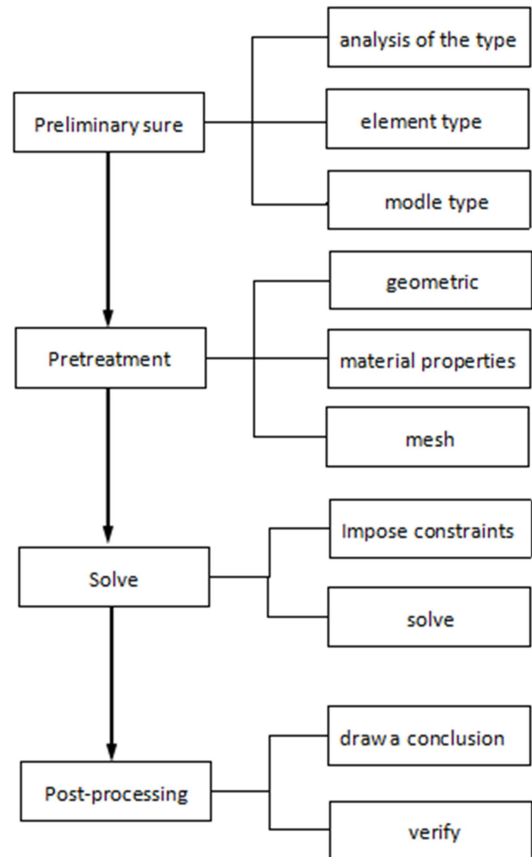 analysis of the type
Preliminary sure
element type
modle type
geometric
Pretreatment
material properties
mesh
Impose constraints
Solve
solve
draw a conclusion
Post-processing
verify